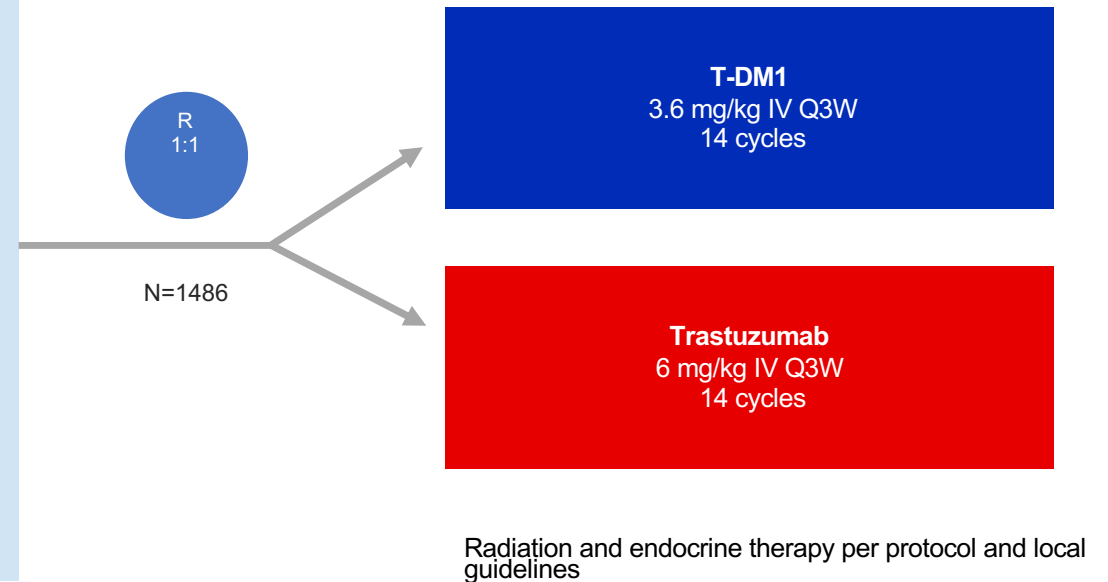 R
1:1
N=1486
T-DM1
3.6 mg/kg IV Q3W
14 cycles
Trastuzumab
6 mg/kg IV Q3W
14 cycles
Radiation and endocrine therapy per protocol and local
guidelines